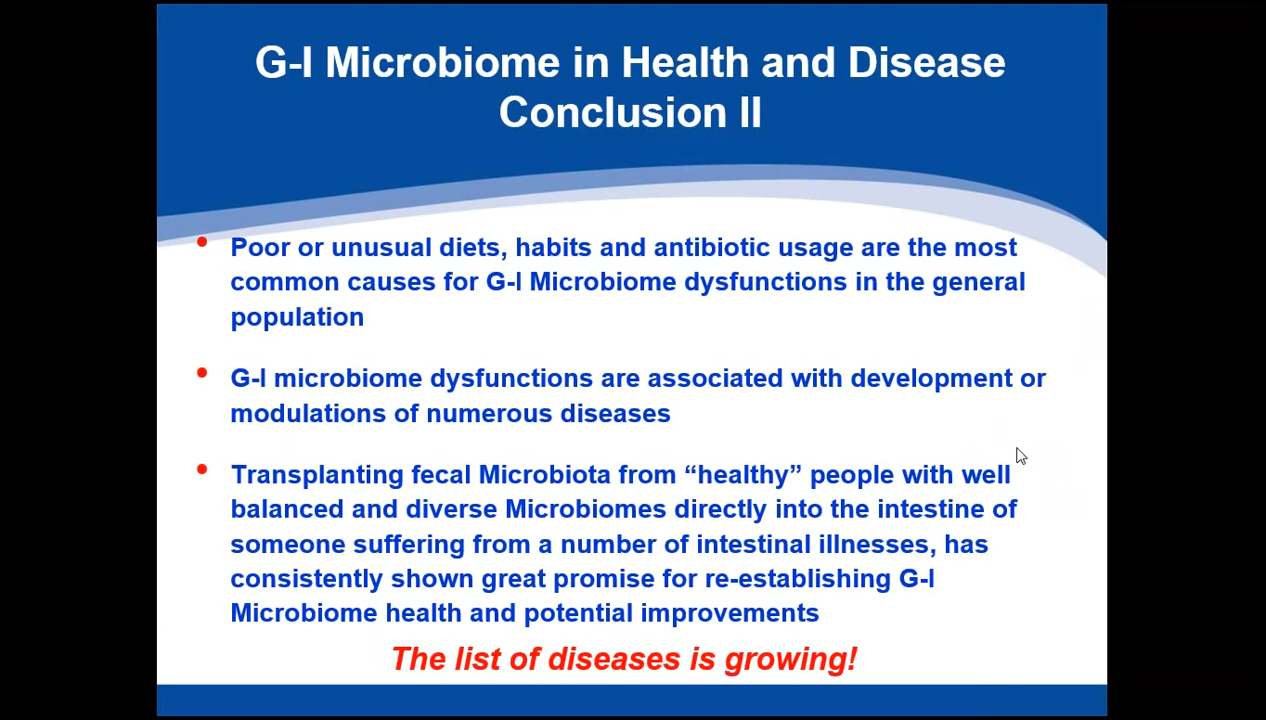 G-I Microbiome in Health and Disease
Conclusion II
• Poor or unusual diets, habits and antibiotic usage are the most
common causes for G-I Microbiome dysfunctions in the general
population
• G-I microbiome dysfunctions are associated with development or
modulations of numerous diseases
• Transplanting fecal Microbiota from “healthy” people with well
balanced and diverse Microbiomes directly into the intestine of
someone suffering from a number of intestinal illnesses, has
consistently shown great promise for re-establishing G-I
Microbiome health and potential improvements
The list of diseases is growing!